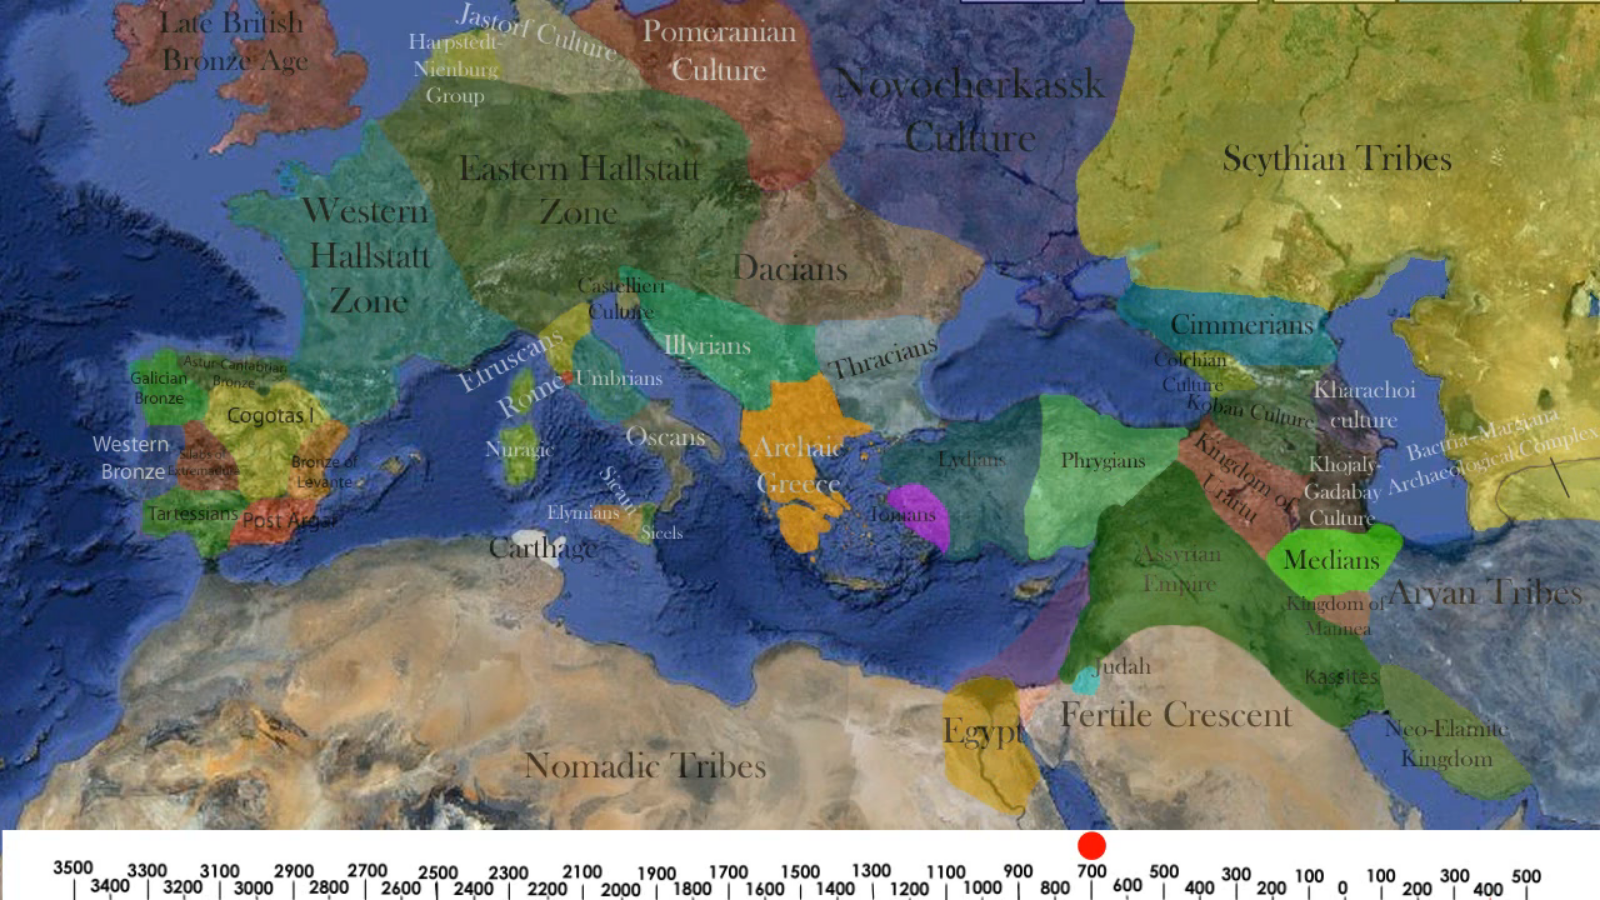 Late British
Bronze Age
Jastorf Culture
Harpstedt-
Nienburg
Group
Pomeranian
Culture
Novocherkassk
Culture
Scythian Tribes
Eastern Hallstatt
Zone
Western
Hallstatt
Zone
Dacians
Castellieri
Culture
Illyrians
Thracians
Cimmerians
Colchian
Culture
Koban Culture
Kharachoi
culture
Etruscans
Rome
Umbrians
Oscans
Nuragic
Sicani
Elymians
Sicels
Carthage
Astur-Cantabrian
Bronze
Galician
Bronze
Cogotas I
Western
Bronze
Bronze of
Levante
Tartessians
Post Argar
Archaic
Greece
Ionians
Lydians
Phrygians
Kingdom of
Urartu
Khojaly-
Gadabay
Culture
Bactria-Margiana
Archaeological Complex
Medians
Aryan Tribes
Assyrian
Empire
Kingdom of
Mannea
Kassites
Judah
Fertile Crescent
Egypt
Neo-Elamite
Kingdom
Nomadic Tribes
3500 3300 3100 2900 2700 2500 2300 2100 1900 1700 1500 1300 1100 900 700 500 300 100 100 300 500
3400 3200 3000 2800 2600 2400 2200 2000 1800 1600 1400 1200 1000 800 600 400 200 0 200 400